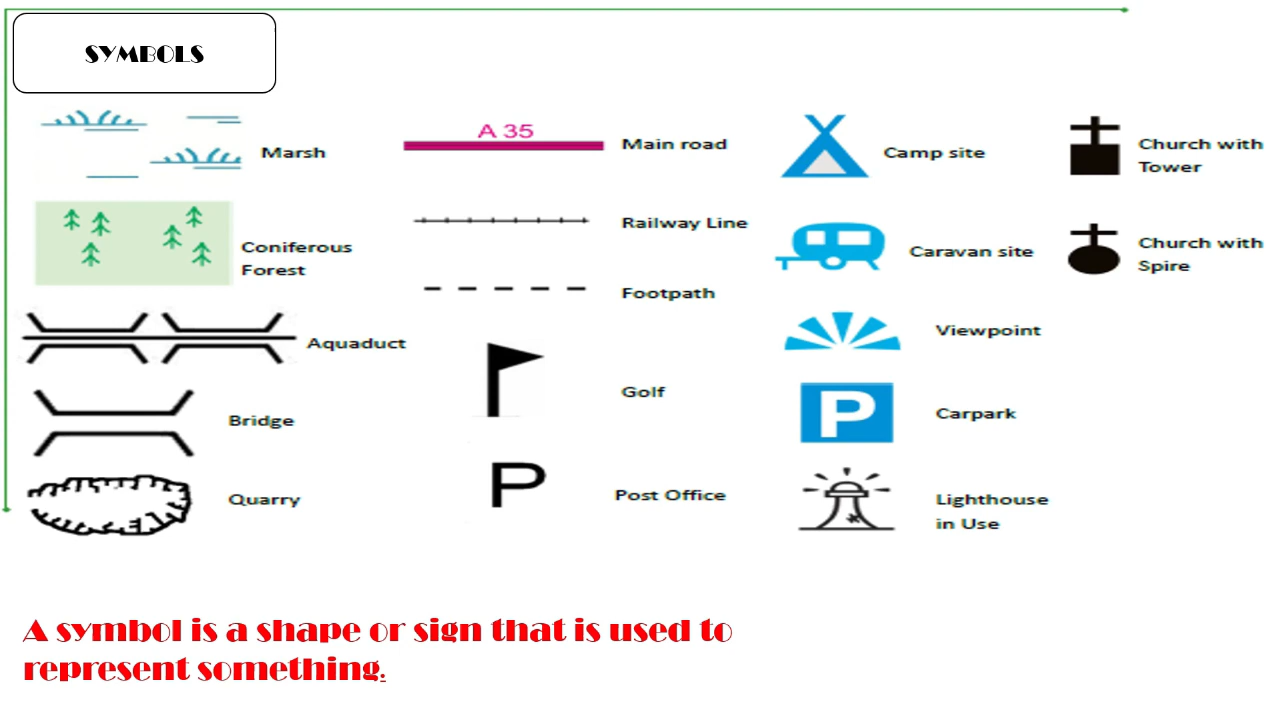 SYMBOLS
Marsh
Coniferous
Forest
Aquaduct
Bridge
Quarry
A 35
Main road
Railway Line
Footpath
Golf
P
Post Office
Camp site
Caravan site
Viewpoint
P
Carpark
Lighthouse
in Use
Church with
Tower
Church with
Spire
A symbol is a shape or sign that is used to
represent something.